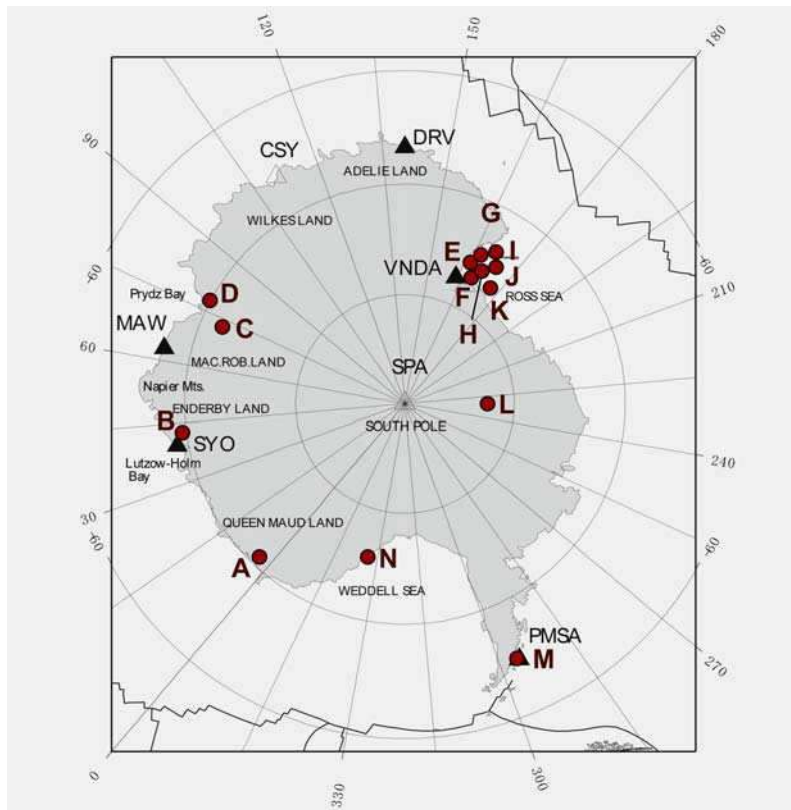 120
150
180
90
CSY
DRV
ADELIE LAND
WILKES LAND
G
E
I
VNDA
-60
-60
Prydz Bay
D
F
J
ROSS SEA
K
210
MAW
C
H
60
MAC.ROB.LAND
SPA
Napier Mts.
ENDERBY LAND
L
B
SOUTH POLE
SYO
Lutzow-Holm
Bay
240
30
QUEEN MAUD LAND
-60
-60
A
N
WEDDELL SEA
PMSA
M
270
0
330
300